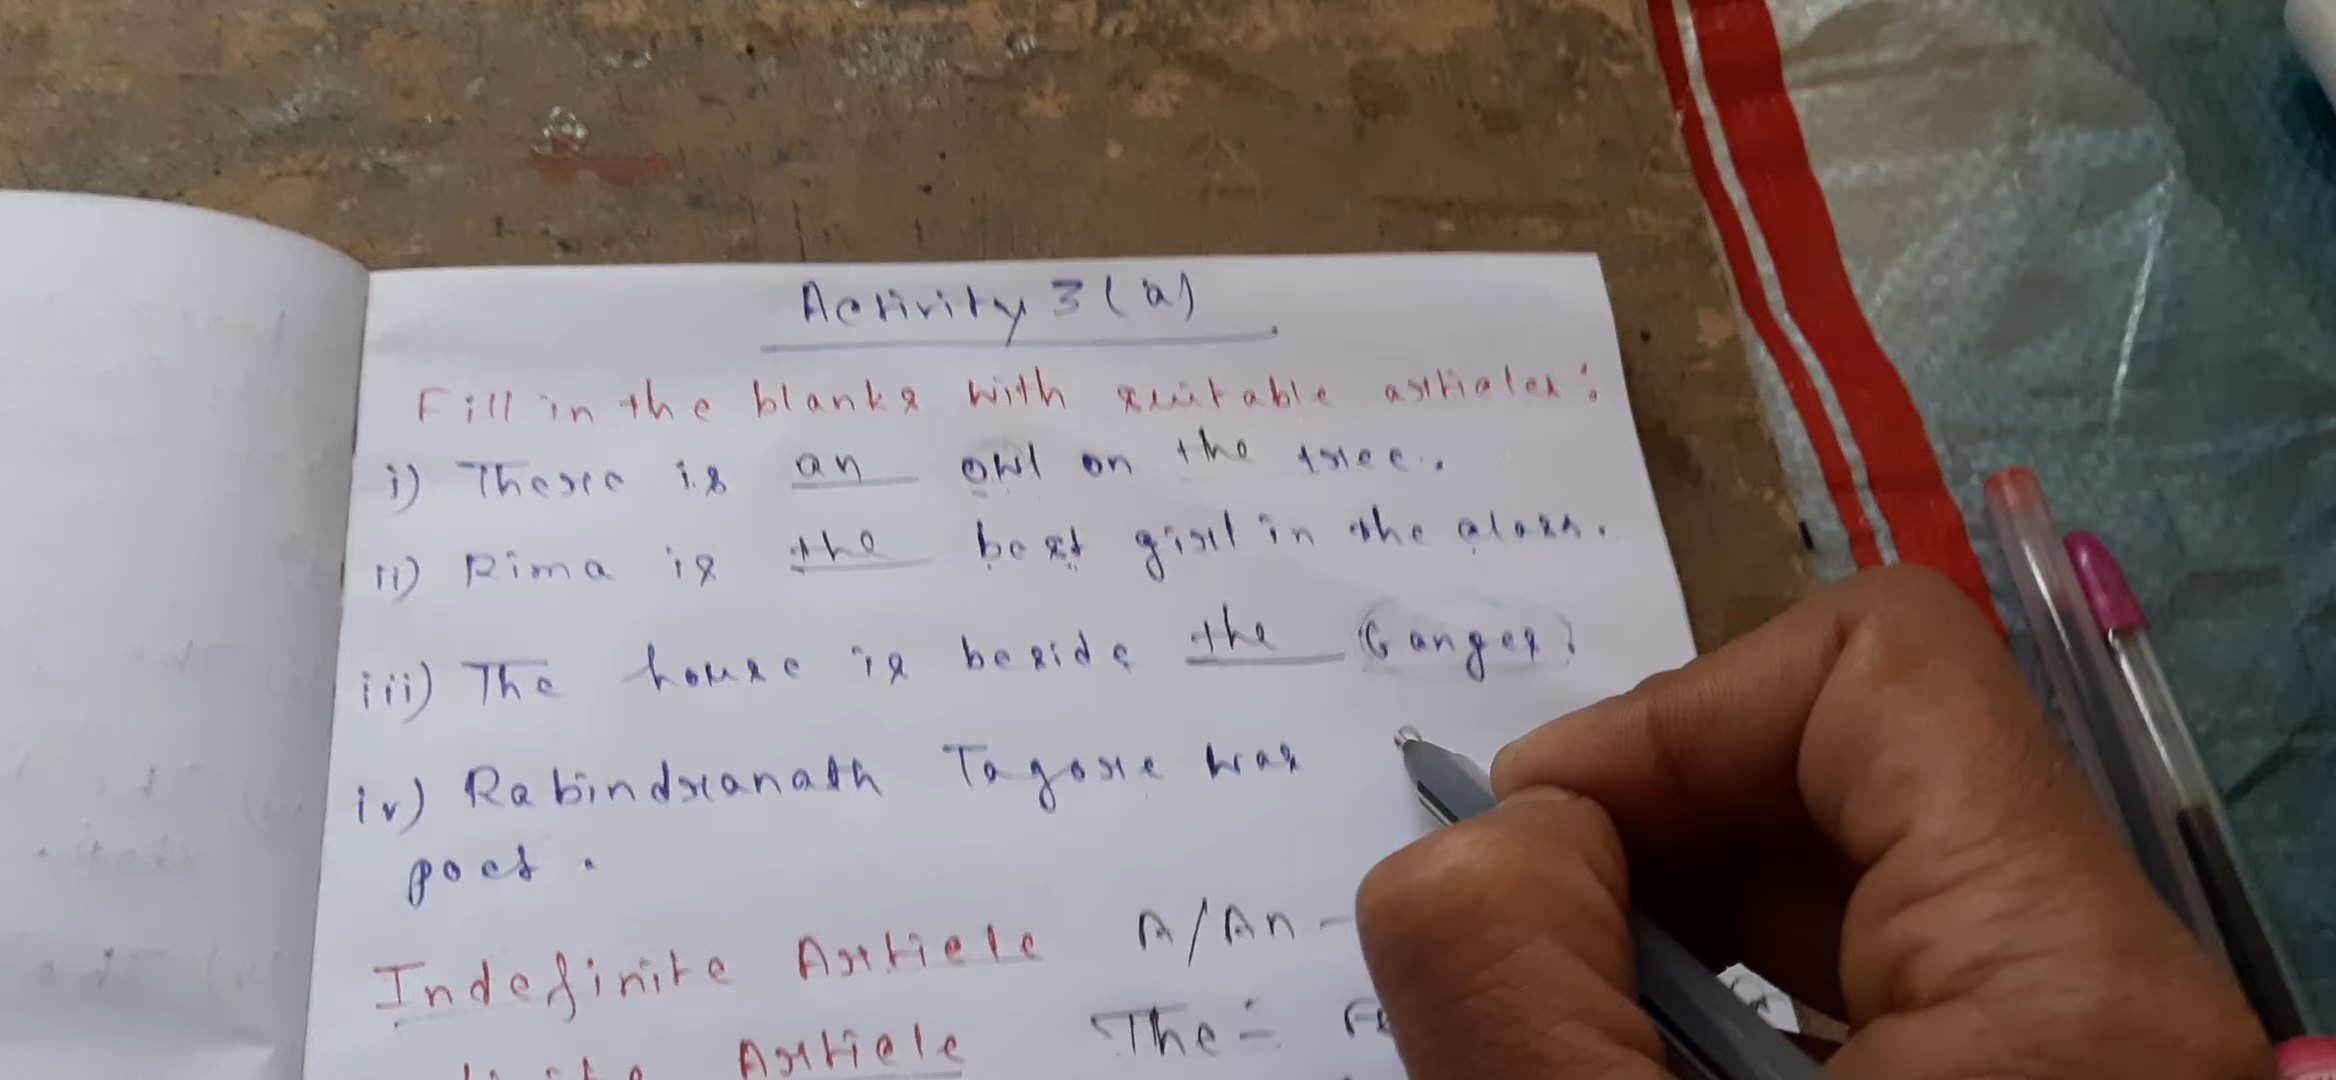 Activity 3 (a)
Fill in the blanks with suitable articles:
i) There is an owl on the tree.
ii) Rima is the best girl in the class.
iii) The house is beside the Ganges.
iv) Rabindranath Tagore was
poet.
Indefinite Article A/An -
Article The =